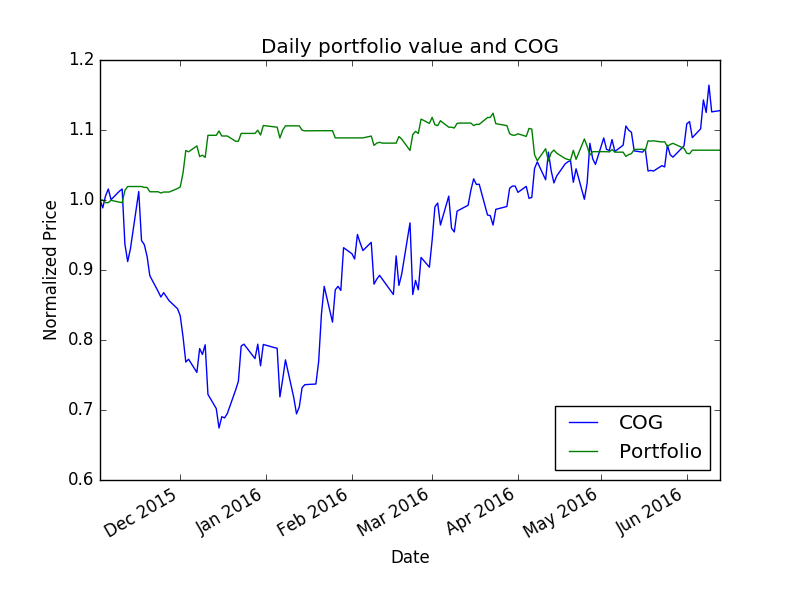 Daily portfolio value and COG
1.2
1.1
1.0
0.9
0.8
0.7
0.6
Normalized Price
COG
Portfolio
Dec 2015
Jan 2016
Feb 2016
Mar 2016
Apr 2016
May 2016
Jun 2016
Date